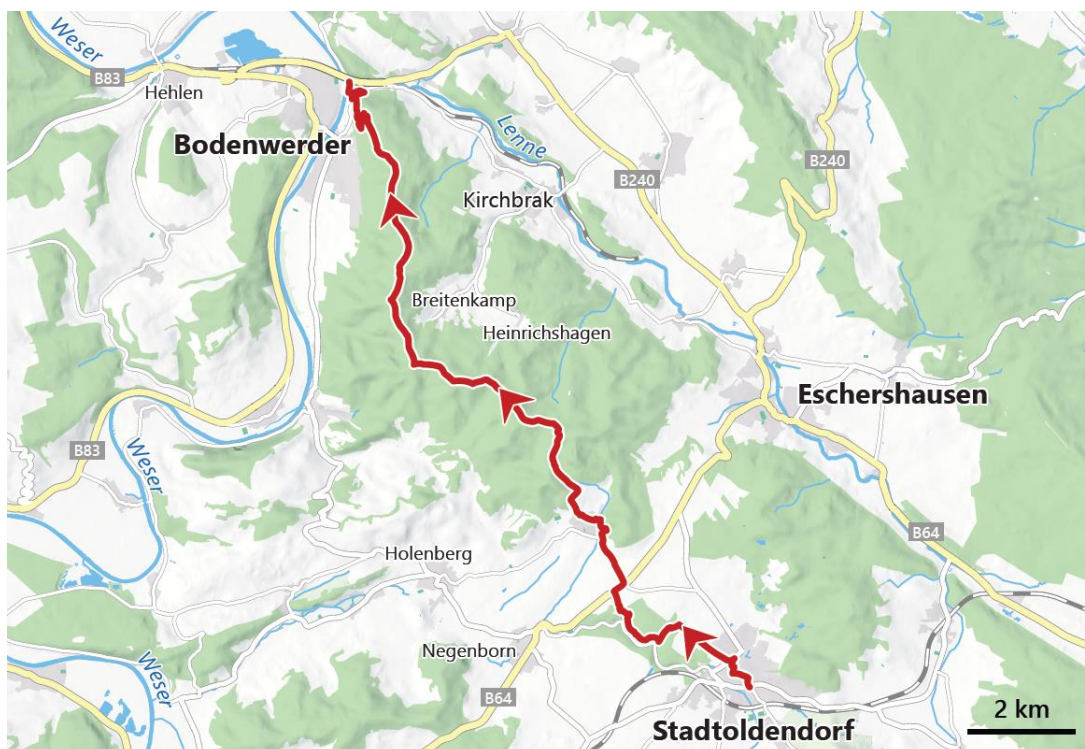 Weser
B83
Hehlen
Bodenwerder
Lenne
B240
B240
Kirchbrak
Breitenkamp
Heinrichshagen
Eschershausen
B83
Weser
Holenberg
B64
Negenborn
Weser
B64
Stadtoldendorf
2 km